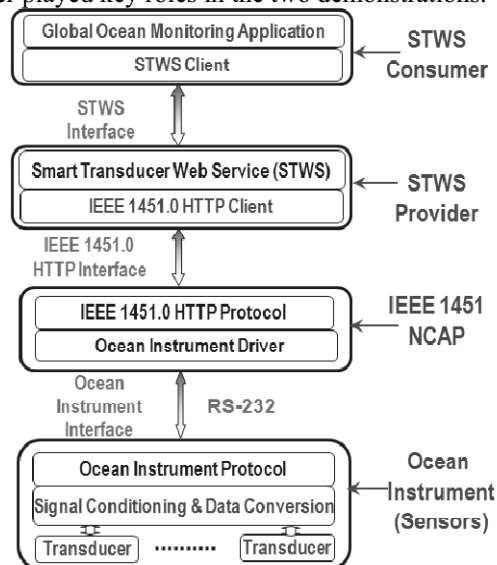 er played key roles in the two demonstrations.
Global Ocean Monitoring Application
STWS Client
STWS
Consumer
STWS
Interface
Smart Transducer Web Service (STWS)
IEEE 1451.0 HTTP Client
STWS
Provider
IEEE 1451.0
HTTP Interface
IEEE 1451.0 HTTP Protocol
Ocean Instrument Driver
IEEE 1451
NCAP
Ocean
Instrument
Interface
RS-232
Ocean Instrument Protocol
Signal Conditioning & Data Conversion
Transducer
..........
Transducer
Ocean
Instrument
(Sensors)